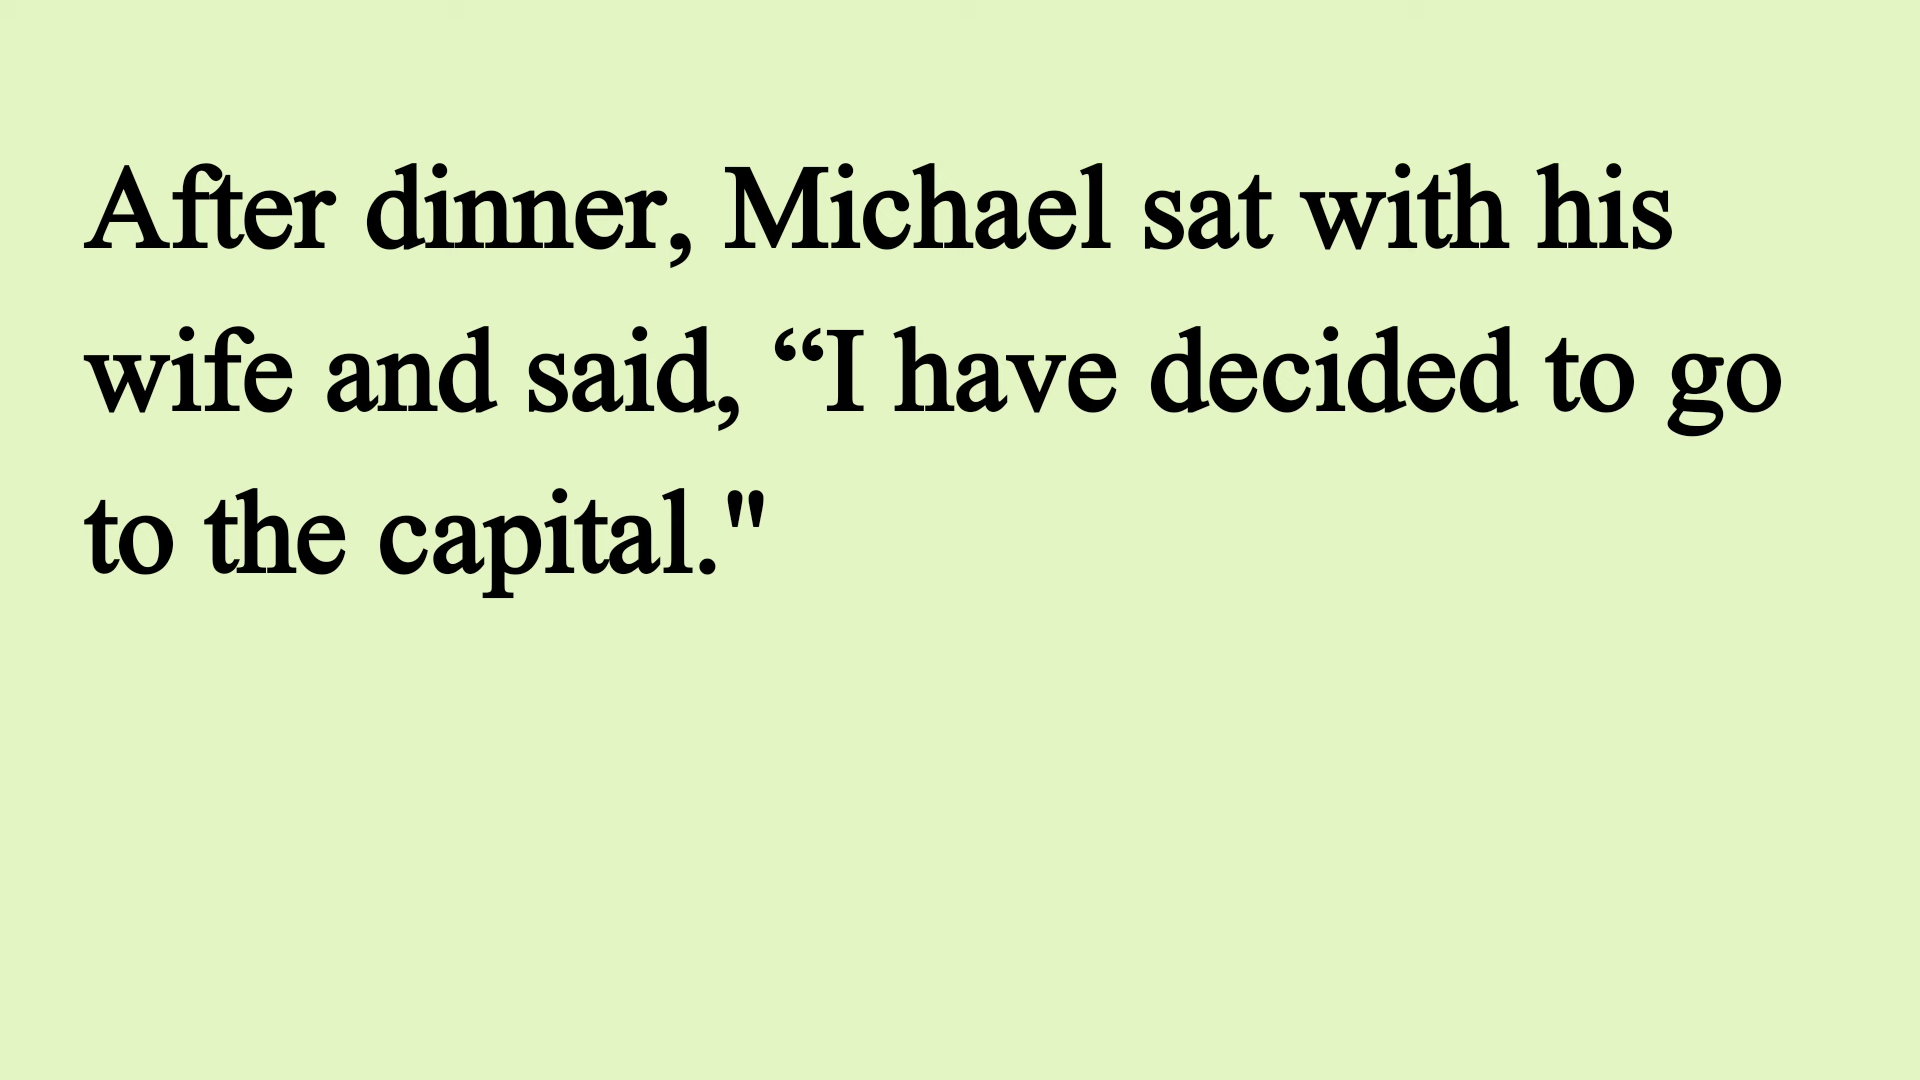 After dinner, Michael sat with his
wife and said, “I have decided to go
to the capital."